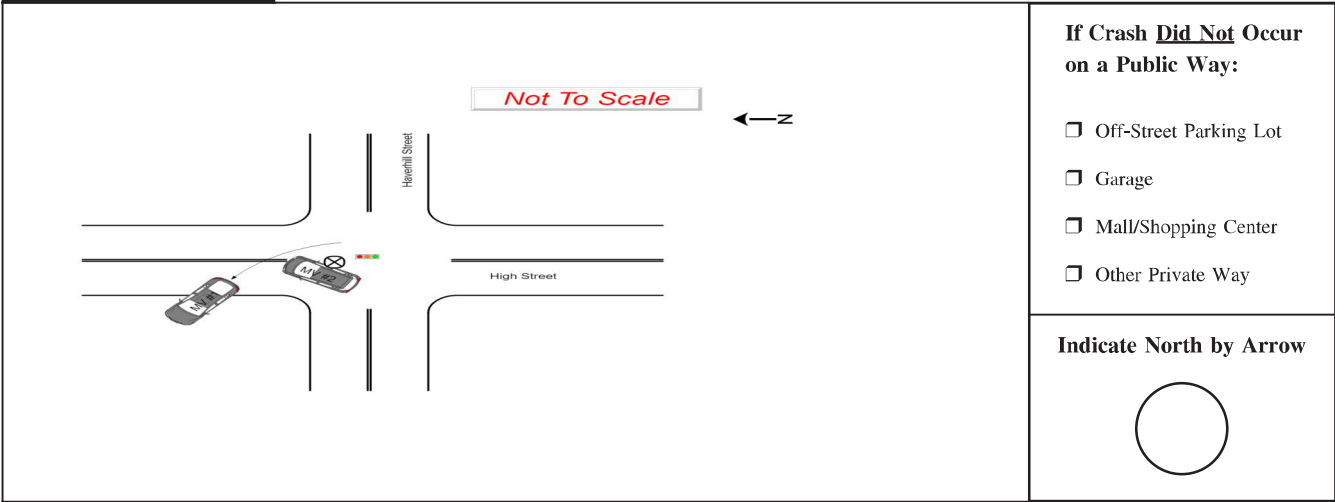 Not To Scale
N
Haverhill Street
MV #2
MV #1
High Street
If Crash Did Not Occur
on a Public Way:
❒ Off-Street Parking Lot
❒ Garage
❒ Mall/Shopping Center
❒ Other Private Way
Indicate North by Arrow